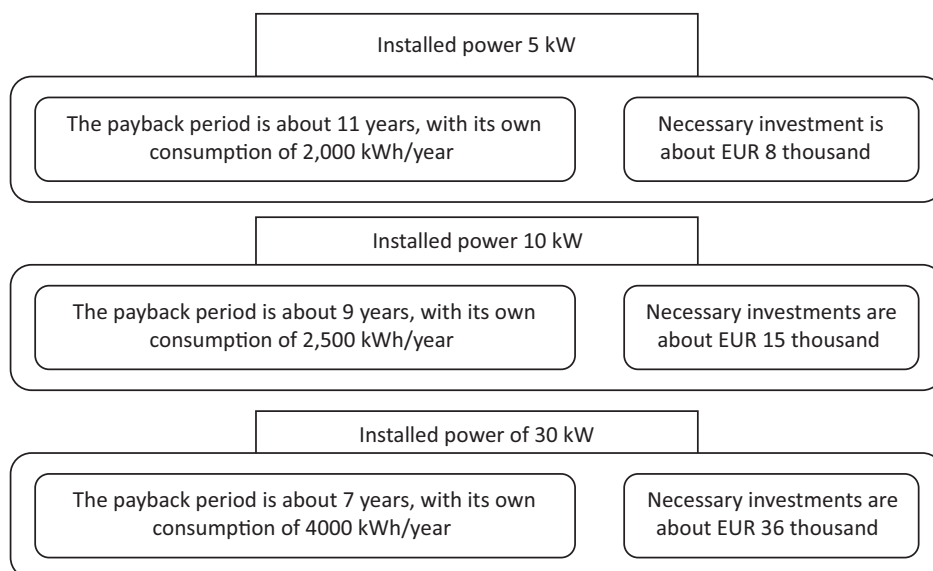 Installed power 5 kW
The payback period is about 11 years, with its own
consumption of 2,000 kWh/year
Necessary investment is
about EUR 8 thousand
Installed power 10 kW
The payback period is about 9 years, with its own
consumption of 2,500 kWh/year
Necessary investments are
about EUR 15 thousand
Installed power of 30 kW
The payback period is about 7 years, with its own
consumption of 4000 kWh/year
Necessary investments are
about EUR 36 thousand